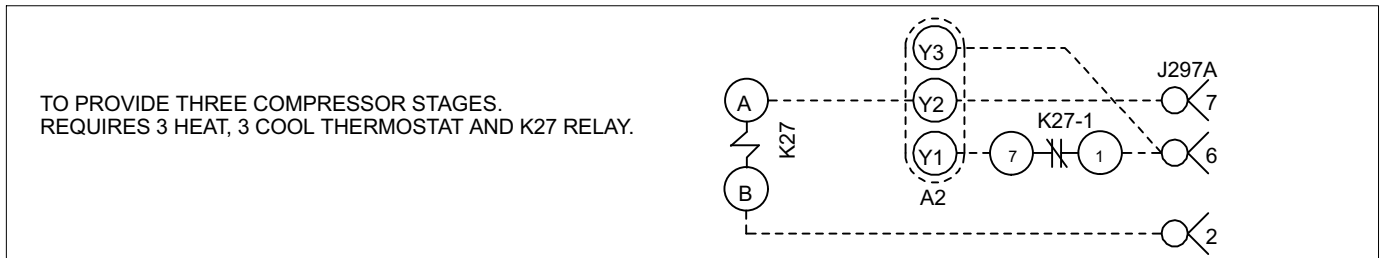 TO PROVIDE THREE COMPRESSOR STAGES.
REQUIRES 3 HEAT, 3 COOL THERMOSTAT AND K27 RELAY.
Y3
J297A
A
Y2
7
K27
K27-1
Y1
7
1
6
B
A2
2